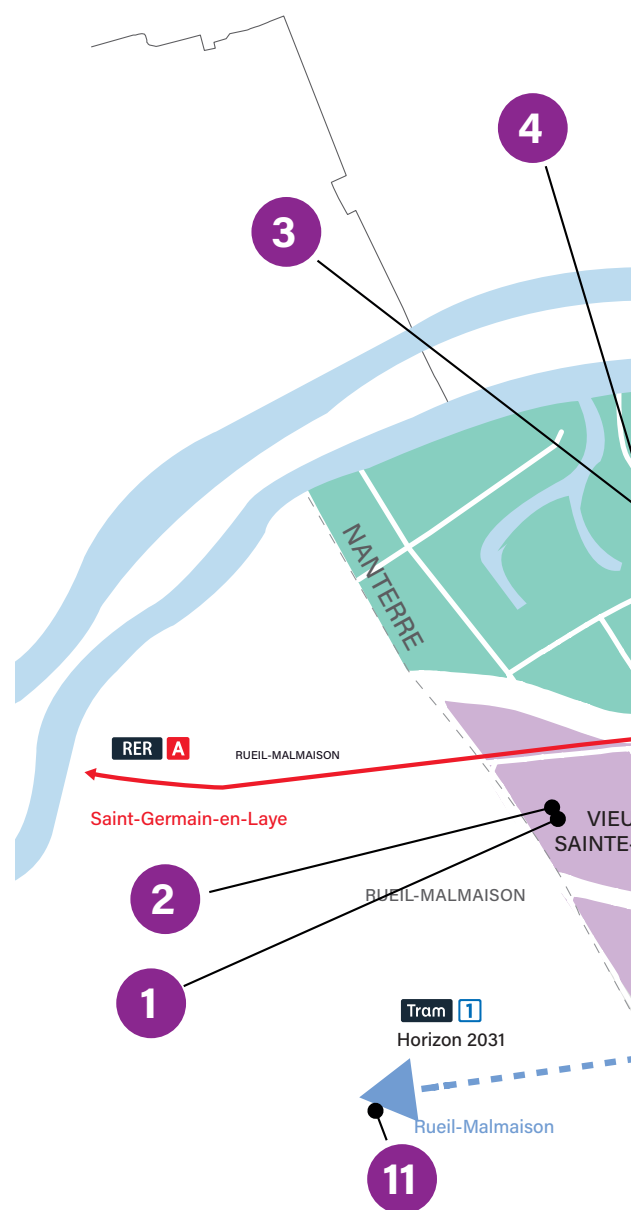 4
3
NANTERRE
RER A
RUEIL-MALMAISON
Saint-Germain-en-Laye
VIEU
SAINTE-
2
RUEIL-MALMAISON
1
Tram 1
Horizon 2031
Rueil-Malmaison
11